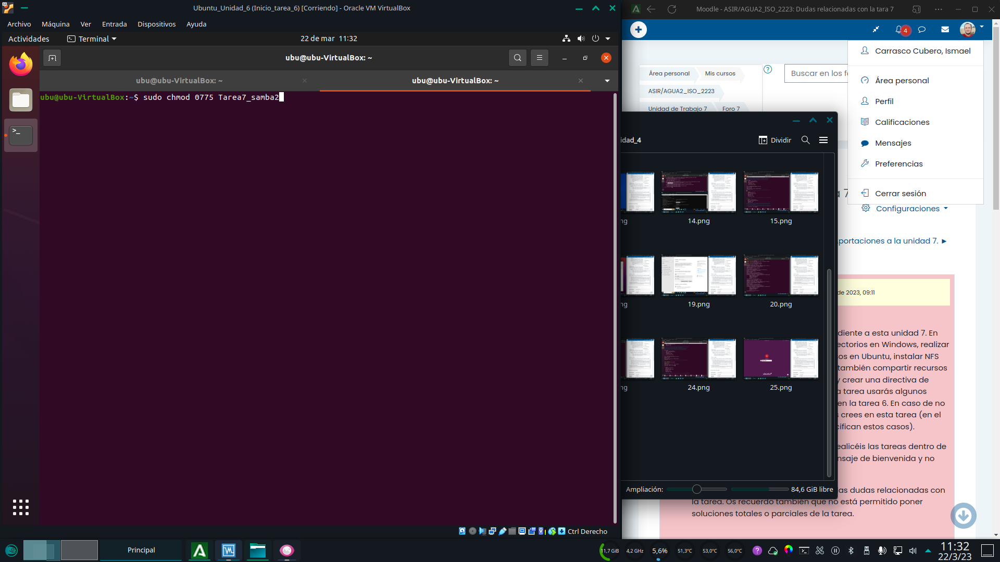 Ubuntu_Unidad_6 (Inicio_tarea_6) [Corriendo] - Oracle VM VirtualBox
Archivo Máquina Ver Entrada Dispositivos Ayuda
Actividades Terminal 22 de mar 11:32
ubu@ubu-VirtualBox: ~
ubu@ubu-VirtualBox: ~ ubu@ubu-VirtualBox: ~
ubu@ubu-VirtualBox:~$ sudo chmod 0775 Tarea7_samba2
Ctrl Derecho
Moodle - ASIR/AGUA2_ISO_2223: Dudas relacionadas con la tara 7
4
Carrasco Cubero, Ismael
Área personal
Perfil
Calificaciones
Mensajes
Preferencias
Cerrar sesión
Configuraciones
Área personal Mis cursos
ASIR/AGUA2_ISO_2223
Unidad de Trabajo 7 Foro 7
?
Buscar en los fo
idad_4
Dividir
ng 14.png 15.png
ng 19.png 20.png
ng 24.png 25.png
Ampliación: 84,6 GiB libre
a 7
portaciones a la unidad 7. ►
de 2023, 09:11
diente a esta unidad 7. En
ectorios en Windows, realizar
os en Ubuntu, instalar NFS
también compartir recursos
y crear una directiva de
a tarea usarás algunos
en la tarea 6. En caso de no
s crees en esta tarea (en el
cifican estos casos).
ealicéis las tareas dentro de
nsaje de bienvenida y no
as dudas relacionadas con
la tarea. Os recuerdo también que no está permitido poner
soluciones totales o parciales de la tarea.
Principal
11,7 GiB 4,2 GHz 5,6% 51,3°C 53,0°C 56,0°C
11:32
22/3/23